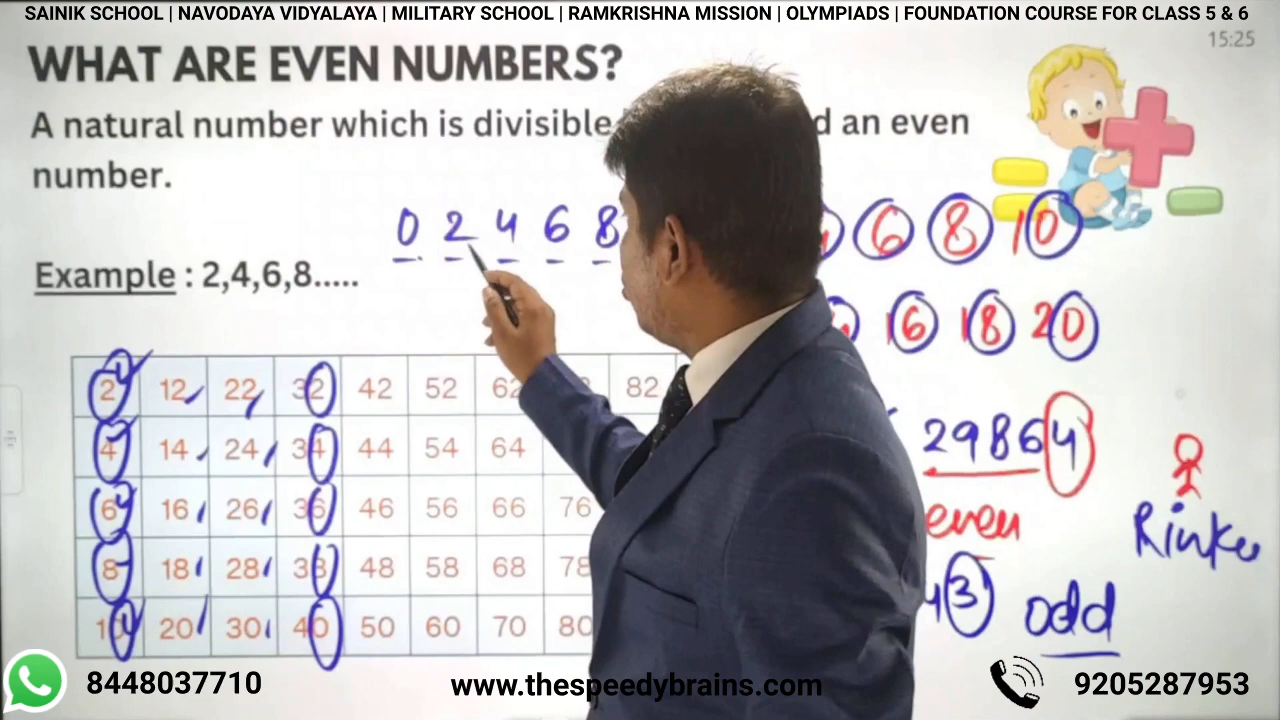 SAINIK SCHOOL | NAVODAYA VIDYALAYA | MILITARY SCHOOL | RAMKRISHNA MISSION | OLYMPIADS | FOUNDATION COURSE FOR CLASS 5 & 6
15:25
WHAT ARE EVEN NUMBERS?
A natural number which is divisible an even
number.
0 2 4 6 8
6 8 10
Example : 2,4,6,8.....
16 18 20
2 12 22 32 42 52 62 82
4 14 24 34 44 54 64
29864
6 16 26 36 46 56 66 76
even
Rinku
8 18 28 38 48 58 68 78
3 odd
10 20 30 40 50 60 70 80
8448037710 www.thespeedybrains.com 9205287953